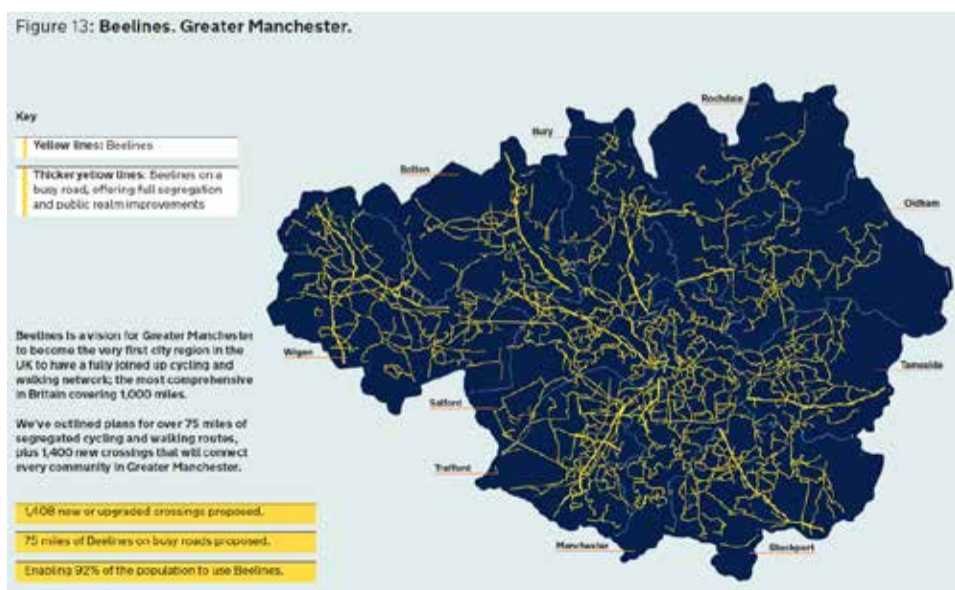 Figure 13: Beelines. Greater Manchester.
Key
Yellow lines: Beelines
Thicker yellow lines: Beelines on a
busy road, offering full segregation
and public realm improvements
Beelines is a vision for Greater Manchester
to become the very first city region in the
UK to have a fully joined up cycling and
walking network; the most comprehensive
in Britain covering 1,000 miles.
We've outlined plans for over 75 miles of
segregated cycling and walking routes,
plus 1,400 new crossings that will connect
every community in Greater Manchester.
1,408 new or upgraded crossings proposed.
75 miles of Beelines on busy roads proposed.
Enabling 92% of the population to use Beelines.
Rochdale
Bury
Bolton
Oldham
Wigan
Tameside
Salford
Trafford
Manchester
Stockport